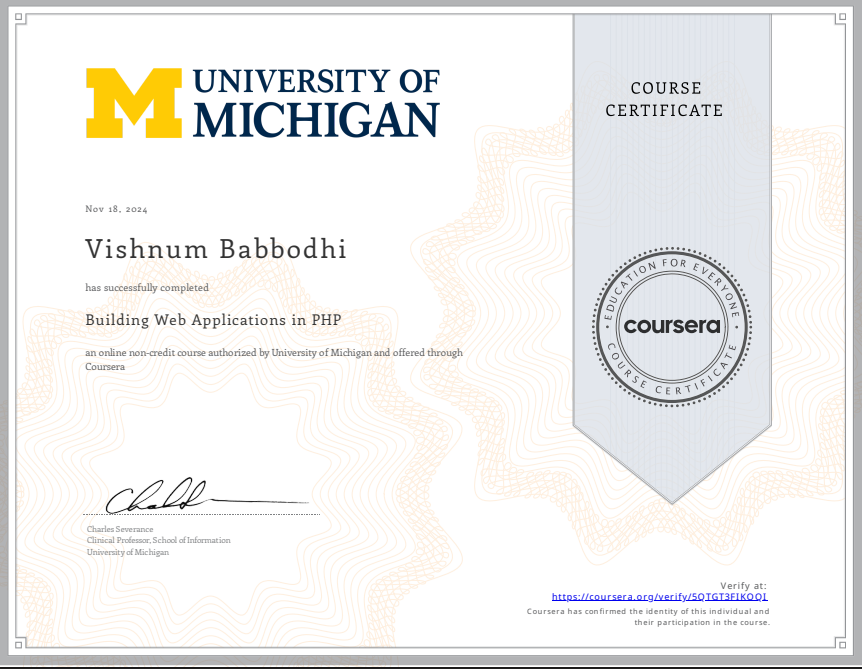 UNIVERSITY OF
MICHIGAN
COURSE
CERTIFICATE
Nov 18, 2024
Vishnum Babbodhi
has successfully completed
Building Web Applications in PHP
an online non-credit course authorized by University of Michigan and offered through
Coursera
EDUCATION FOR EVERYONE
coursera
COURSE CERTIFICATE
Charles Severance
Clinical Professor, School of Information
University of Michigan
Verify at:
https://coursera.org/verify/5QTGT3FIKOQI
Coursera has confirmed the identity of this individual and
their participation in the course.